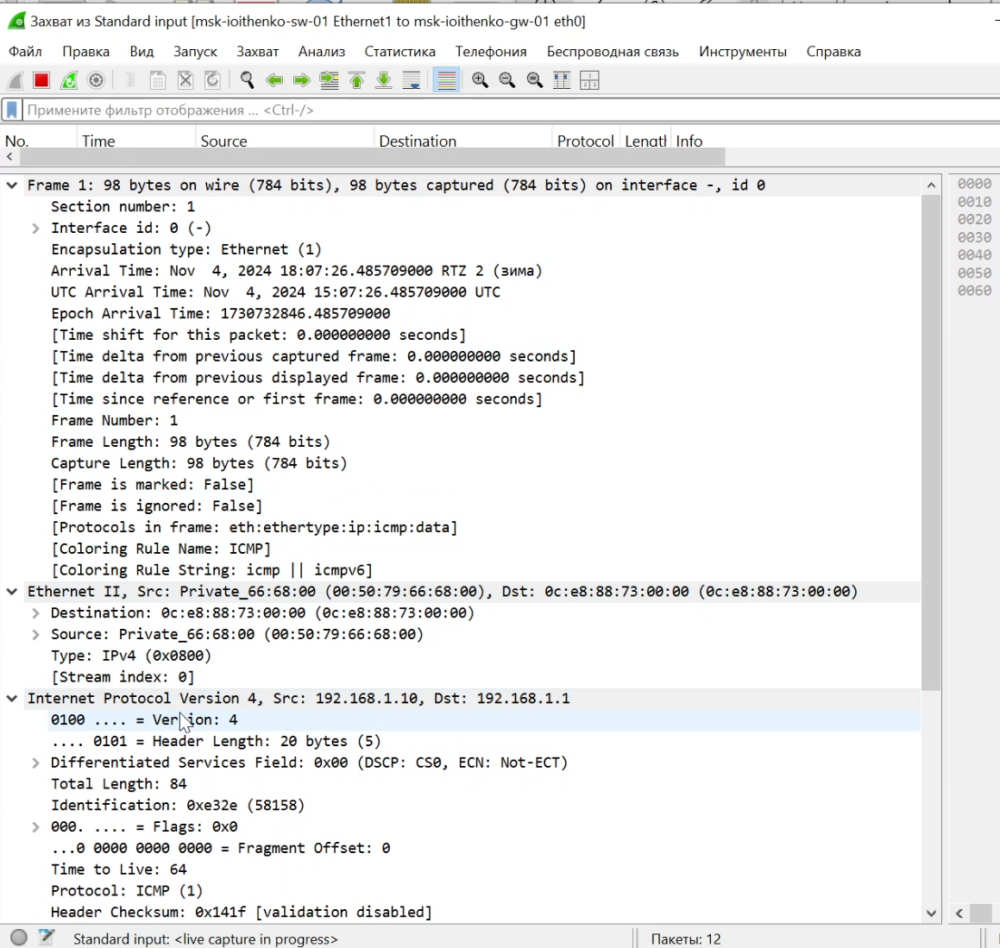 Захват из Standard input [msk-ioithenko-sw-01 Ethernet1 to msk-ioithenko-gw-01 eth0]
Файл Правка Вид Запуск Захват Анализ Статистика Телефония Беспроводная связь Инструменты Справка
Примените фильтр отображения ... <Ctrl-/>
No. Time Source Destination Protocol Lengtl Info
Frame 1: 98 bytes on wire (784 bits), 98 bytes captured (784 bits) on interface -, id 0
Section number: 1
Interface id: 0 (-)
Encapsulation type: Ethernet (1)
Arrival Time: Nov  4, 2024 18:07:26.485709000 RTZ 2 (зима)
UTC Arrival Time: Nov  4, 2024 15:07:26.485709000 UTC
Epoch Arrival Time: 1730732846.485709000
[Time shift for this packet: 0.000000000 seconds]
[Time delta from previous captured frame: 0.000000000 seconds]
[Time delta from previous displayed frame: 0.000000000 seconds]
[Time since reference or first frame: 0.000000000 seconds]
Frame Number: 1
Frame Length: 98 bytes (784 bits)
Capture Length: 98 bytes (784 bits)
[Frame is marked: False]
[Frame is ignored: False]
[Protocols in frame: eth:ethertype:ip:icmp:data]
[Coloring Rule Name: ICMP]
[Coloring Rule String: icmp || icmpv6]
Ethernet II, Src: Private_66:68:00 (00:50:79:66:68:00), Dst: 0c:e8:88:73:00:00 (0c:e8:88:73:00:00)
Destination: 0c:e8:88:73:00:00 (0c:e8:88:73:00:00)
Source: Private_66:68:00 (00:50:79:66:68:00)
Type: IPv4 (0x0800)
[Stream index: 0]
Internet Protocol Version 4, Src: 192.168.1.10, Dst: 192.168.1.1
0100 .... = Version: 4
.... 0101 = Header Length: 20 bytes (5)
Differentiated Services Field: 0x00 (DSCP: CS0, ECN: Not-ECT)
Total Length: 84
Identification: 0xe32e (58158)
000. .... = Flags: 0x0
...0 0000 0000 0000 = Fragment Offset: 0
Time to Live: 64
Protocol: ICMP (1)
Header Checksum: 0x141f [validation disabled]
0000
0010
0020
0030
0040
0050
0060
Standard input: <live capture in progress> Пакеты: 12